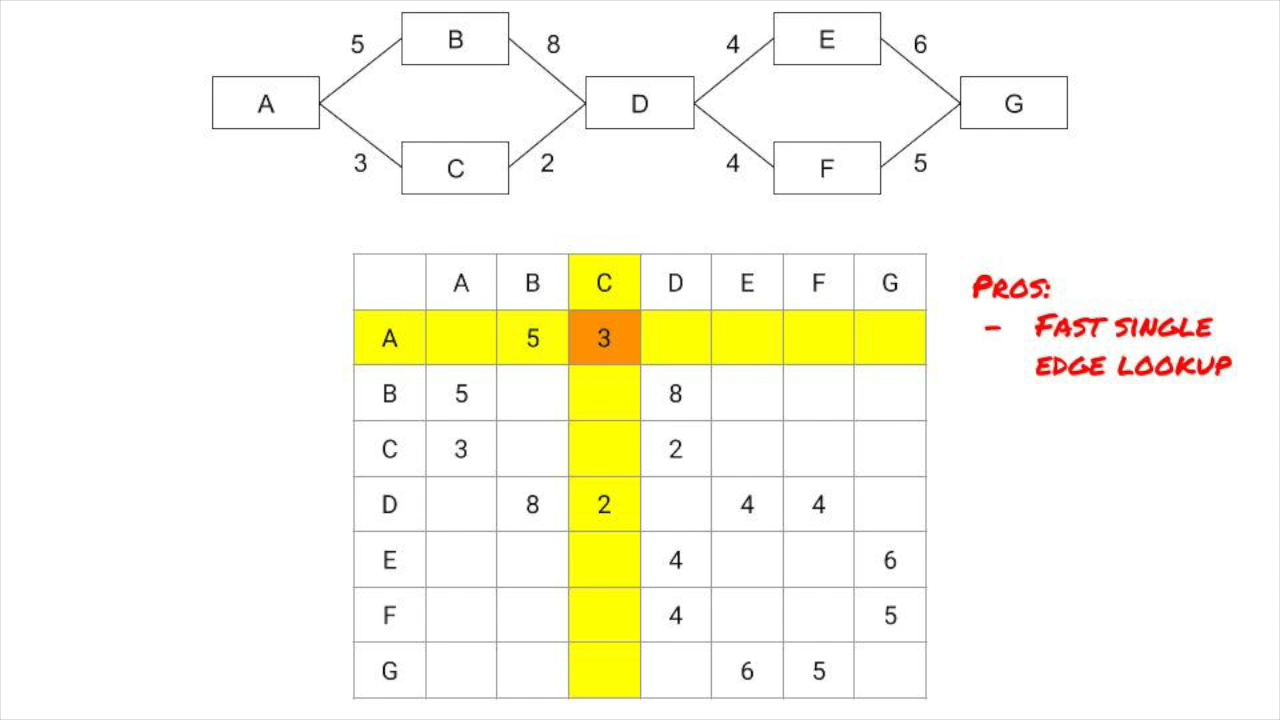 5 B 8 4 E 6
A D G
3 C 2 4 F 5
A B C D E F G
A 5 3
B 5 8
C 3 2
D 8 2 4 4
E 4 6
F 4 5
G 6 5
PROS:
- FAST SINGLE
EDGE LOOKUP